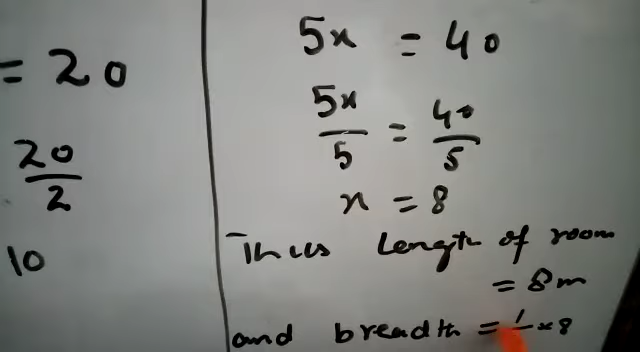 = 20
20/2
10
5x = 40
5x/5 = 40/5
x = 8
Thus length of room
= 8m
and breadth = 1/ × 8